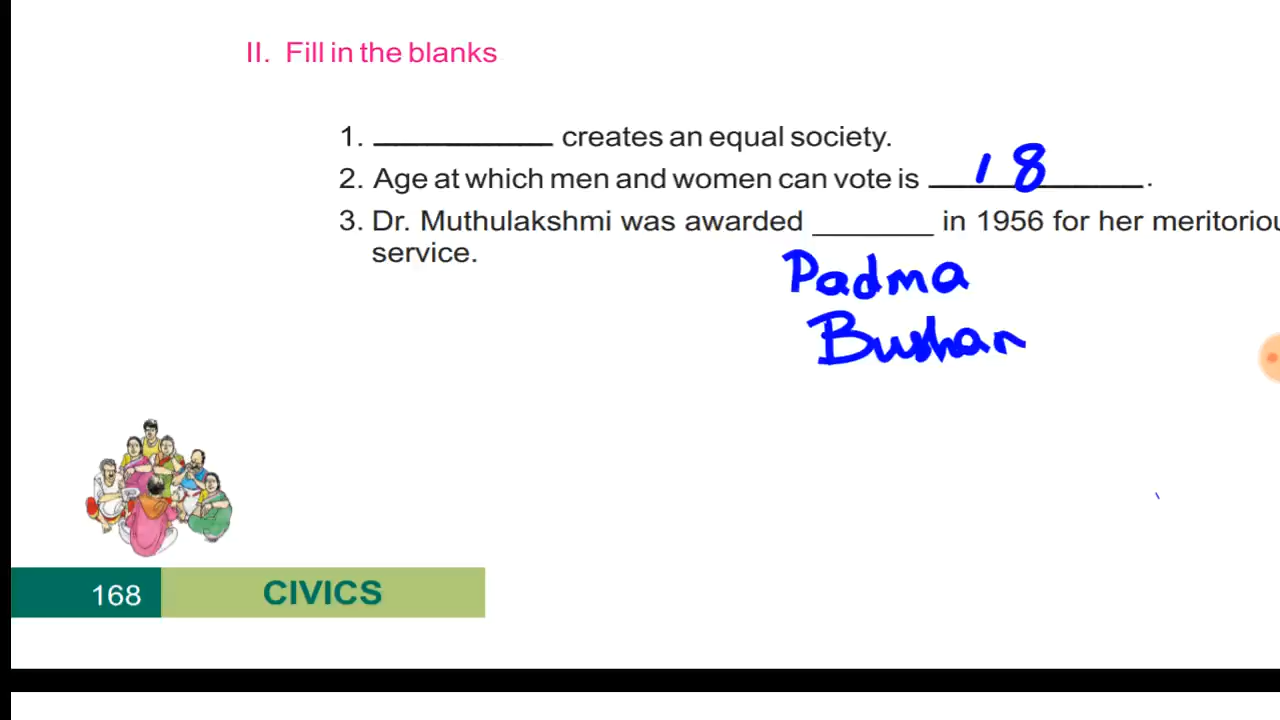 II. Fill in the blanks
1. __________ creates an equal society.
2. Age at which men and women can vote is 18.
3. Dr. Muthulakshmi was awarded ________ in 1956 for her meritoriou
service.
Padma
Bushan
168 CIVICS